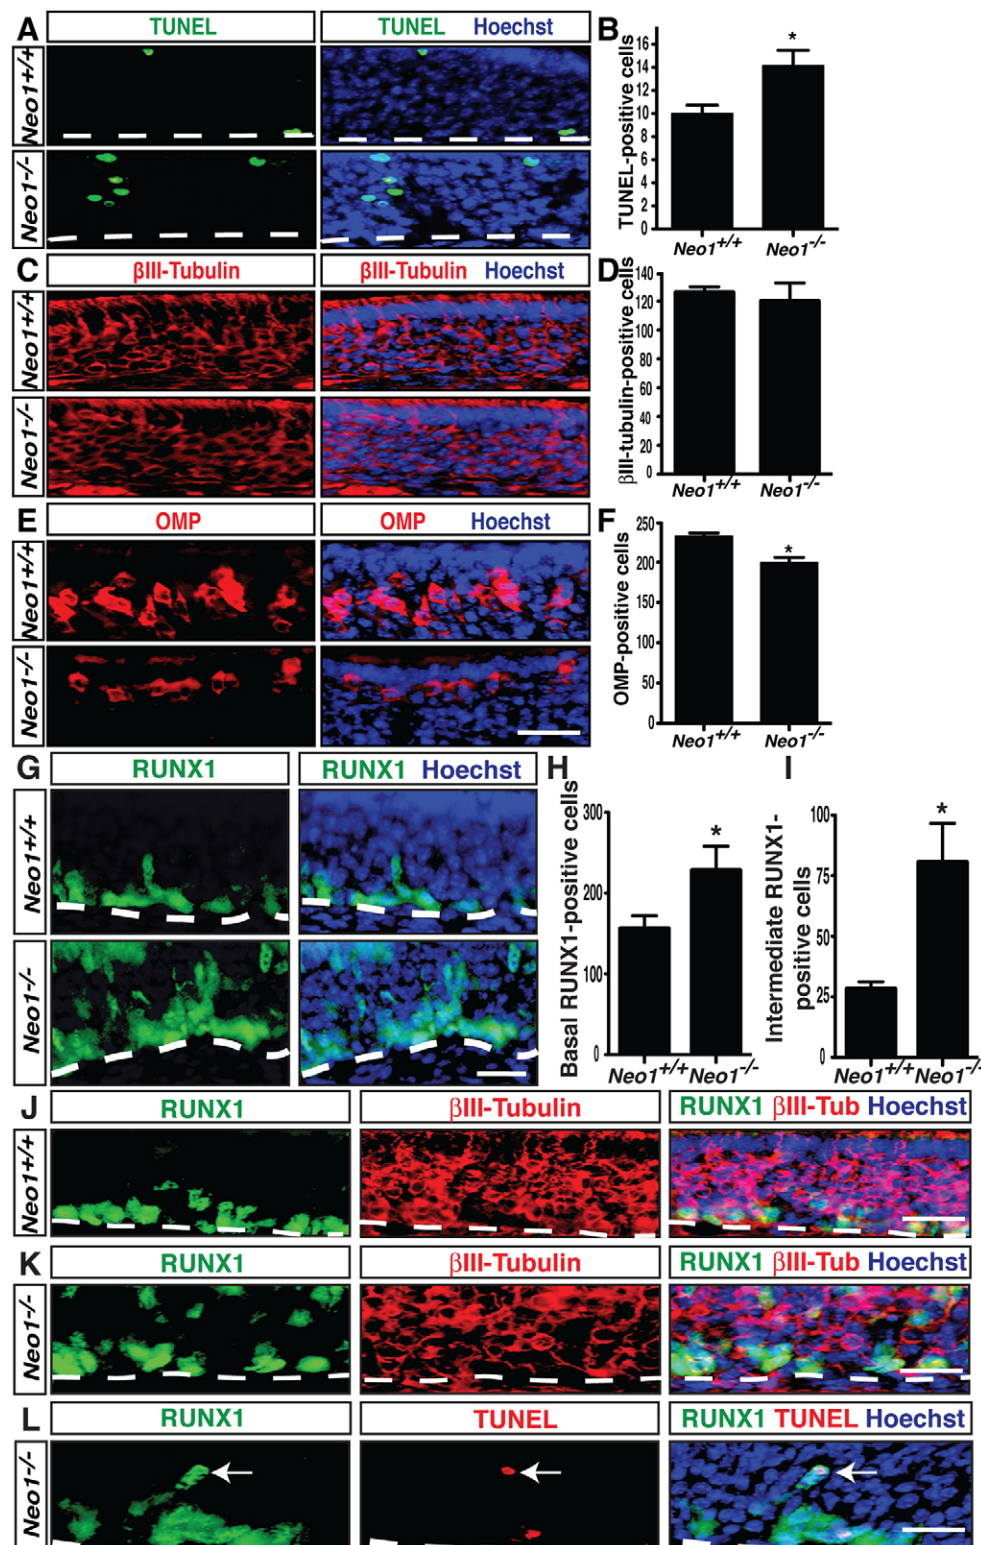 A TUNEL TUNEL Hoechst B
Neo1+/+
Neo1-/-
TUNEL-positive cells
16
14
12
10
8
6
4
2
0
*
Neo1+/+ Neo1-/-
C βIII-Tubulin βIII-Tubulin Hoechst D
Neo1+/+
Neo1-/-
βIII-tubulin-positive cells
140
120
100
80
60
40
20
0
Neo1+/+ Neo1-/-
E OMP OMP Hoechst F
Neo1+/+
Neo1-/-
OMP-positive cells
250
200
150
100
50
0
*
Neo1+/+ Neo1-/-
G RUNX1 RUNX1 Hoechst H I
Neo1+/+
Neo1-/-
Basal RUNX1-positive cells
300
200
100
0
*
Neo1+/+ Neo1-/-
Intermediate RUNX1-
positive cells
100
75
50
25
0
*
Neo1+/+ Neo1-/-
J RUNX1 βIII-Tubulin RUNX1 βIII-Tub Hoechst
Neo1+/+
K RUNX1 βIII-Tubulin RUNX1 βIII-Tub Hoechst
Neo1-/-
L RUNX1 TUNEL RUNX1 TUNEL Hoechst
Neo1-/-